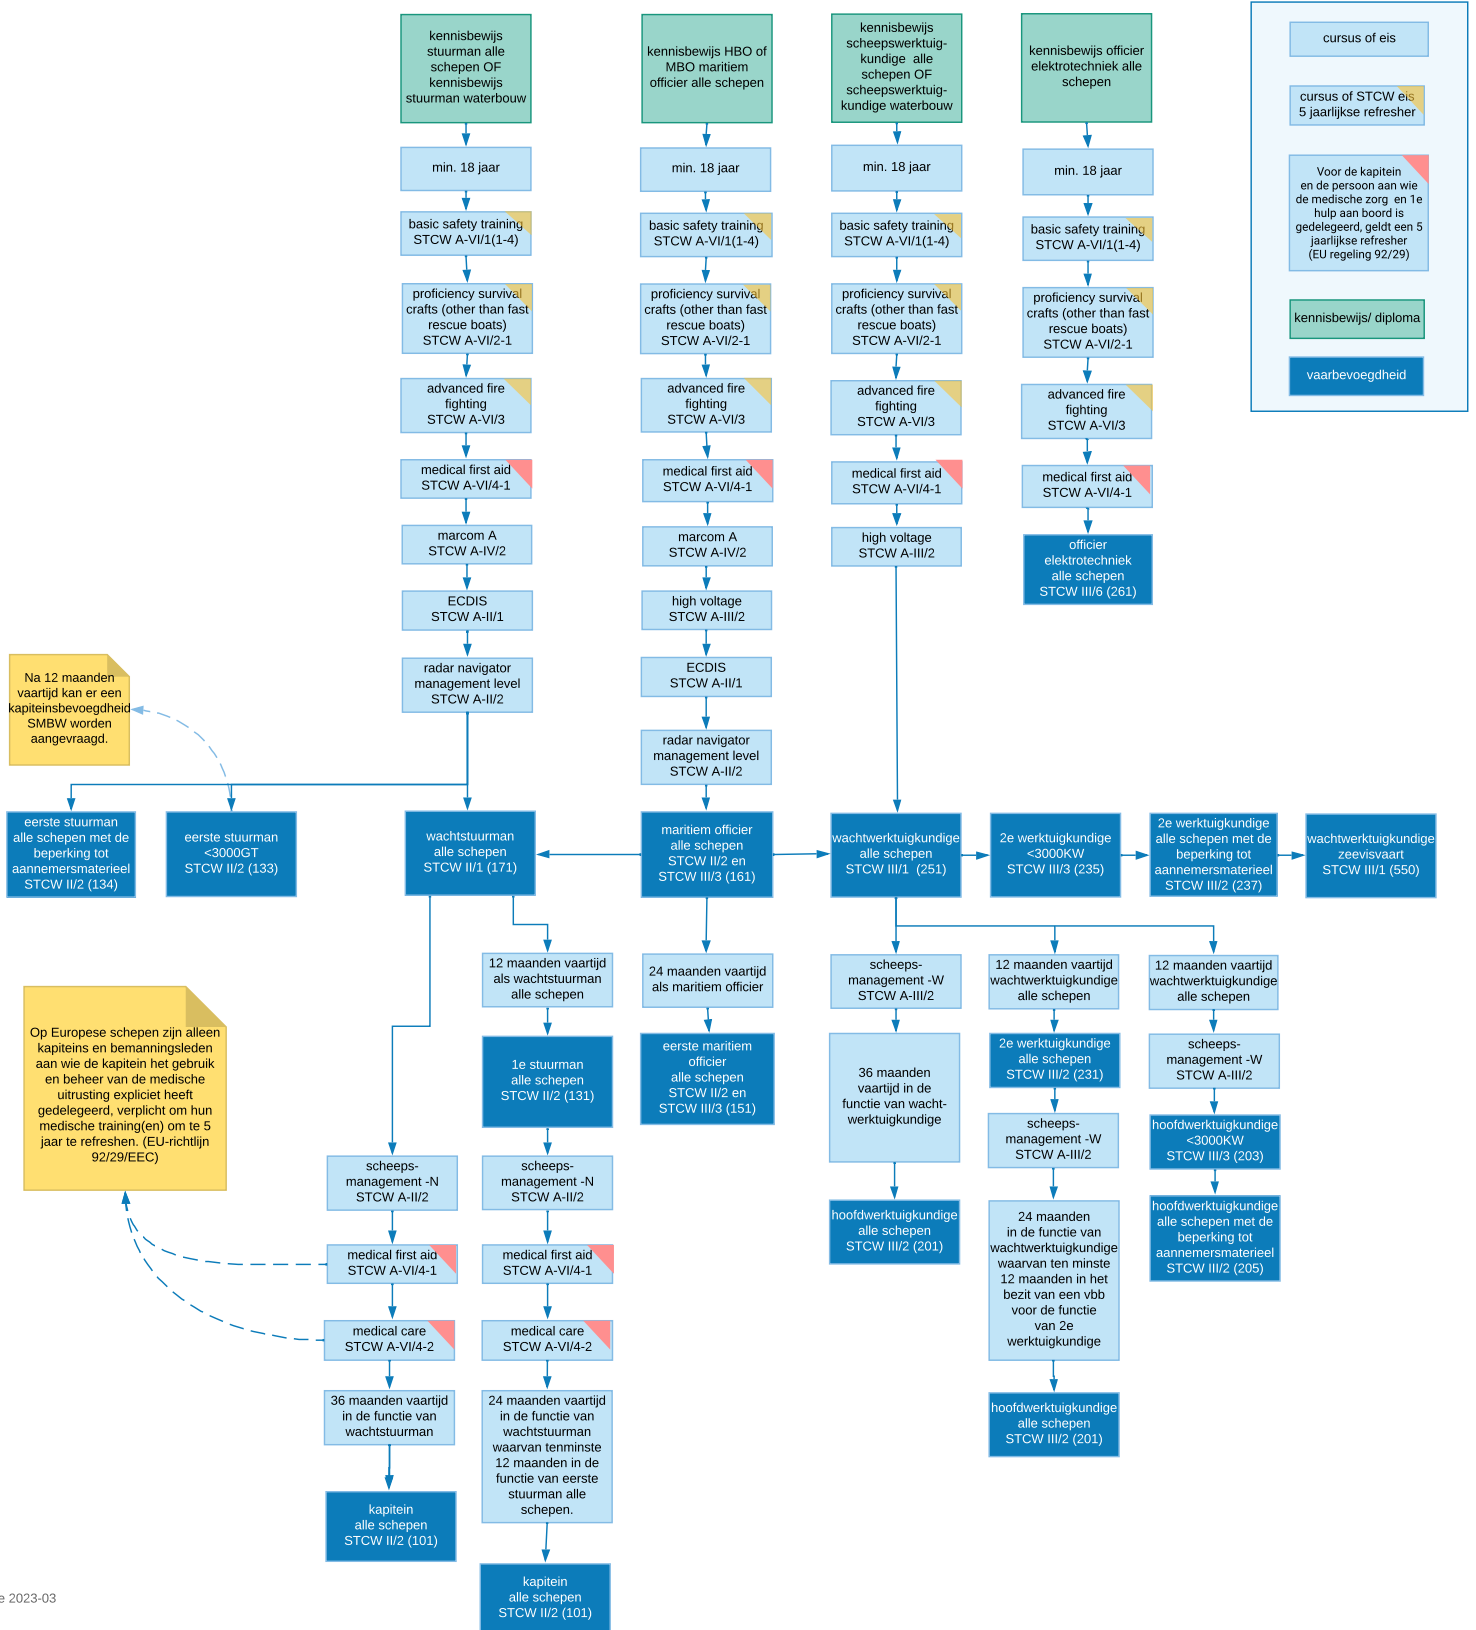 kennisbewijs
stuurman alle
schepen OF
kennisbewijs
stuurman waterbouw
min. 18 jaar
basic safety training
STCW A-VI/1(1-4)
proficiency survival
crafts (other than fast
rescue boats)
STCW A-VI/2-1
advanced fire
fighting
STCW A-VI/3
medical first aid
STCW A-VI/4-1
marcom A
STCW A-IV/2
ECDIS
STCW A-II/1
radar navigator
management level
STCW A-II/2
kennisbewijs HBO of
MBO maritiem
officier alle schepen
min. 18 jaar
basic safety training
STCW A-VI/1(1-4)
proficiency survival
crafts (other than fast
rescue boats)
STCW A-VI/2-1
advanced fire
fighting
STCW A-VI/3
medical first aid
STCW A-VI/4-1
marcom A
STCW A-IV/2
high voltage
STCW A-III/2
ECDIS
STCW A-II/1
radar navigator
management level
STCW A-II/2
kennisbewijs
scheepswerktuig-
kundige alle
schepen OF
scheepswerktuig-
kundige waterbouw
min. 18 jaar
basic safety training
STCW A-VI/1(1-4)
proficiency survival
crafts (other than fast
rescue boats)
STCW A-VI/2-1
advanced fire
fighting
STCW A-VI/3
medical first aid
STCW A-VI/4-1
high voltage
STCW A-III/2
kennisbewijs officier
elektrotechniek alle
schepen
min. 18 jaar
basic safety training
STCW A-VI/1(1-4)
proficiency survival
crafts (other than fast
rescue boats)
STCW A-VI/2-1
advanced fire
fighting
STCW A-VI/3
medical first aid
STCW A-VI/4-1
officier
elektrotechniek
alle schepen
STCW III/6 (261)
cursus of eis
cursus of STCW eis
5 jaarlijkse refresher
Voor de kapitein
en de persoon aan wie
de medische zorg en 1e
hulp aan boord is
gedelegeerd, geldt een 5
jaarlijkse refresher
(EU regeling 92/29)
kennisbewijs/ diploma
vaarbevoegdheid
Na 12 maanden
vaartijd kan er een
kapiteinsbevoegdheid
SMBW worden
aangevraagd.
eerste stuurman
alle schepen met de
beperking tot
aannemersmaterieel
STCW II/2 (134)
eerste stuurman
<3000GT
STCW II/2 (133)
wachtstuurman
alle schepen
STCW II/1 (171)
maritiem officier
alle schepen
STCW II/2 en
STCW III/3 (161)
wachtwerktuigkundige
alle schepen
STCW III/1 (251)
2e werktuigkundige
<3000KW
STCW III/3 (235)
2e werktuigkundige
alle schepen met de
beperking tot
aannemersmaterieel
STCW III/2 (237)
wachtwerktuigkundige
zeevisvaart
STCW III/1 (550)
Op Europese schepen zijn alleen
kapiteins en bemanningsleden
aan wie de kapitein het gebruik
en beheer van de medische
uitrusting expliciet heeft
gedelegeerd, verplicht om hun
medische training(en) om te 5
jaar te refreshen. (EU-richtlijn
92/29/EEC)
scheeps-
management -N
STCW A-II/2
medical first aid
STCW A-VI/4-1
medical care
STCW A-VI/4-2
36 maanden vaartijd
in de functie van
wachtstuurman
kapitein
alle schepen
STCW II/2 (101)
12 maanden vaartijd
als wachtstuurman
alle schepen
1e stuurman
alle schepen
STCW II/2 (131)
scheeps-
management -N
STCW A-II/2
medical first aid
STCW A-VI/4-1
medical care
STCW A-VI/4-2
24 maanden vaartijd
in de functie van
wachtstuurman
waarvan tenminste
12 maanden in de
functie van eerste
stuurman alle
schepen.
kapitein
alle schepen
STCW II/2 (101)
24 maanden vaartijd
als maritiem officier
eerste maritiem
officier
alle schepen
STCW II/2 en
STCW III/3 (151)
scheeps-
management -W
STCW A-III/2
36 maanden
vaartijd in de
functie van wacht-
werktuigkundige
hoofdwerktuigkundige
alle schepen
STCW III/2 (201)
12 maanden vaartijd
wachtwerktuigkundige
alle schepen
2e werktuigkundige
alle schepen
STCW III/2 (231)
scheeps-
management -W
STCW A-III/2
24 maanden
in de functie van
wachtwerktuigkundige
waarvan ten minste
12 maanden in het
bezit van een vbb
voor de functie
van 2e
werktuigkundige
hoofdwerktuigkundige
alle schepen
STCW III/2 (201)
12 maanden vaartijd
wachtwerktuigkundige
alle schepen
scheeps-
management -W
STCW A-III/2
hoofdwerktuigkundige
<3000KW
STCW III/3 (203)
hoofdwerktuigkundige
alle schepen met de
beperking tot
aannemersmaterieel
STCW III/2 (205)
e 2023-03